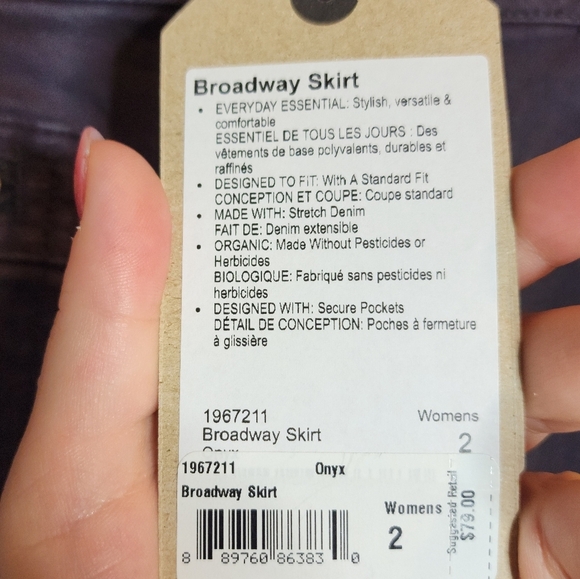 Broadway Skirt
• EVERYDAY ESSENTIAL: Stylish, versatile &
comfortable
ESSENTIEL DE TOUS LES JOURS : Des
vêtements de base polyvalents, durables et
raffinés
• DESIGNED TO FIT: With A Standard Fit
CONCEPTION ET COUPE: Coupe standard
• MADE WITH: Stretch Denim
FAIT DE: Denim extensible
• ORGANIC: Made Without Pesticides or
Herbicides
BIOLOGIQUE: Fabriqué sans pesticides ni
herbicides
• DESIGNED WITH: Secure Pockets
DÉTAIL DE CONCEPTION: Poches à fermeture
à glissière
1967211 Womens
Broadway Skirt 2
Onyx
1967211 Onyx
Broadway Skirt
Womens
2
8 89760 86383 0
Suggested Retail
$79.00